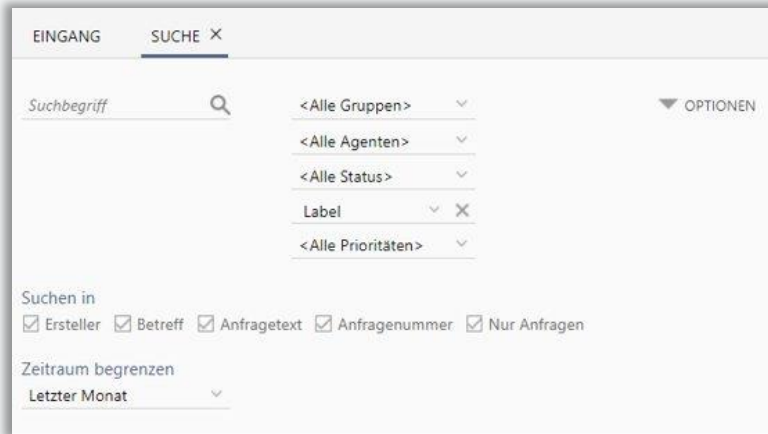 EINGANG SUCHE ×
Suchbegriff <Alle Gruppen> OPTIONEN
<Alle Agenten>
<Alle Status>
Label
<Alle Prioritäten>
Suchen in
Ersteller Betreff Anfragetext Anfragenummer Nur Anfragen
Zeitraum begrenzen
Letzter Monat